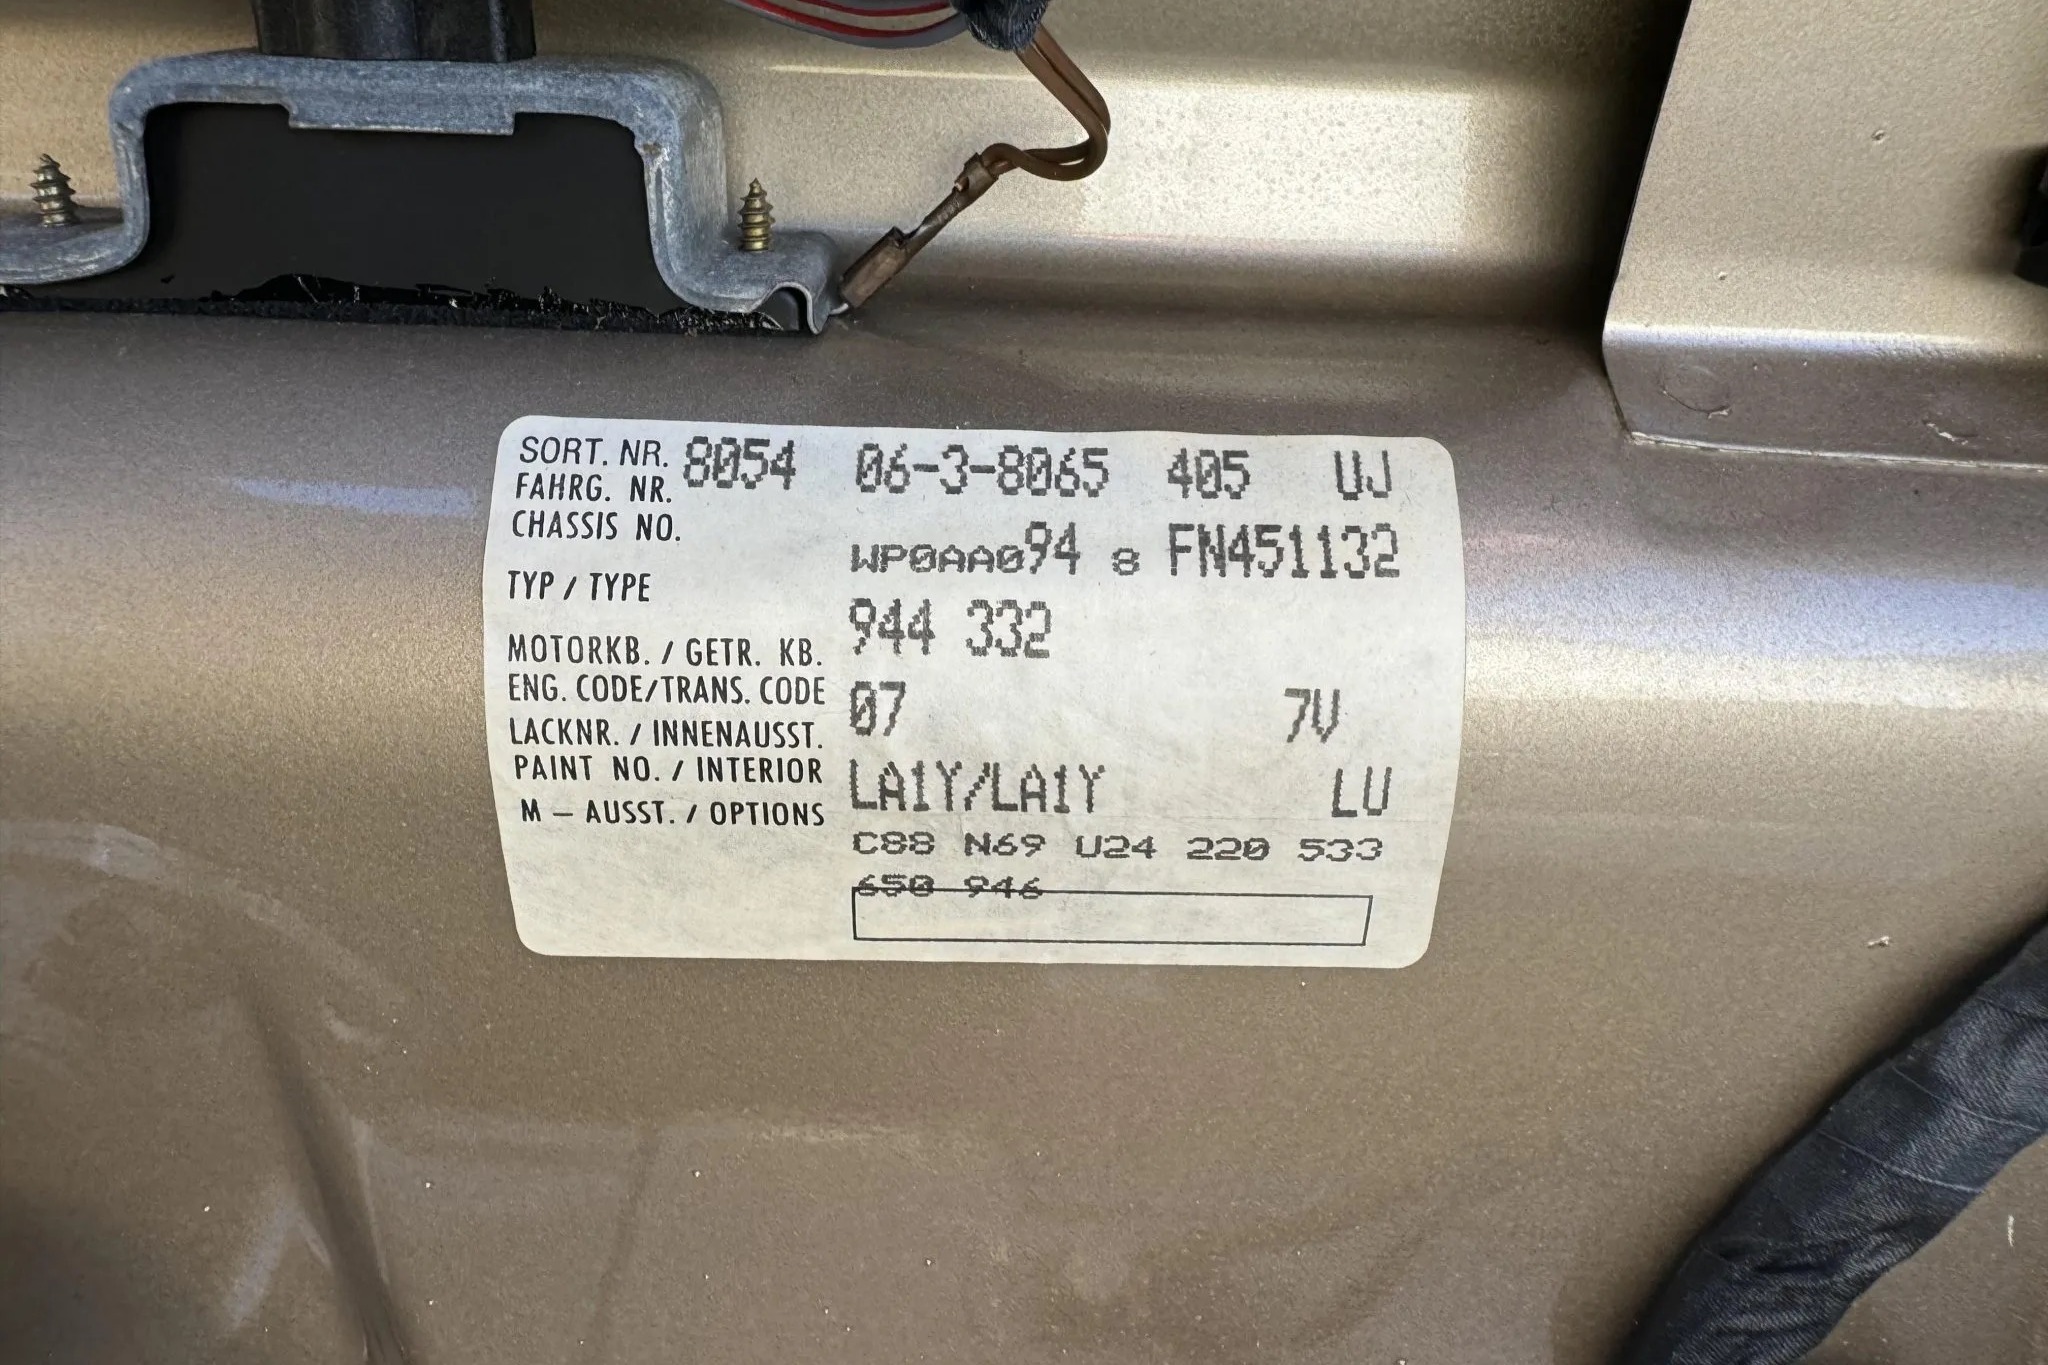 SORT. NR. 8054 06-3-8065 405 UJ
FAHRG. NR.
CHASSIS NO. WP0AA094 8 FN451132
TYP / TYPE 944 332
MOTORKB. / GETR. KB.
ENG. CODE/TRANS. CODE 07 7V
LACKNR. / INNENAUSST.
PAINT NO. / INTERIOR LA1Y/LA1Y LU
M – AUSST. / OPTIONS C88 N69 U24 220 533
650 946